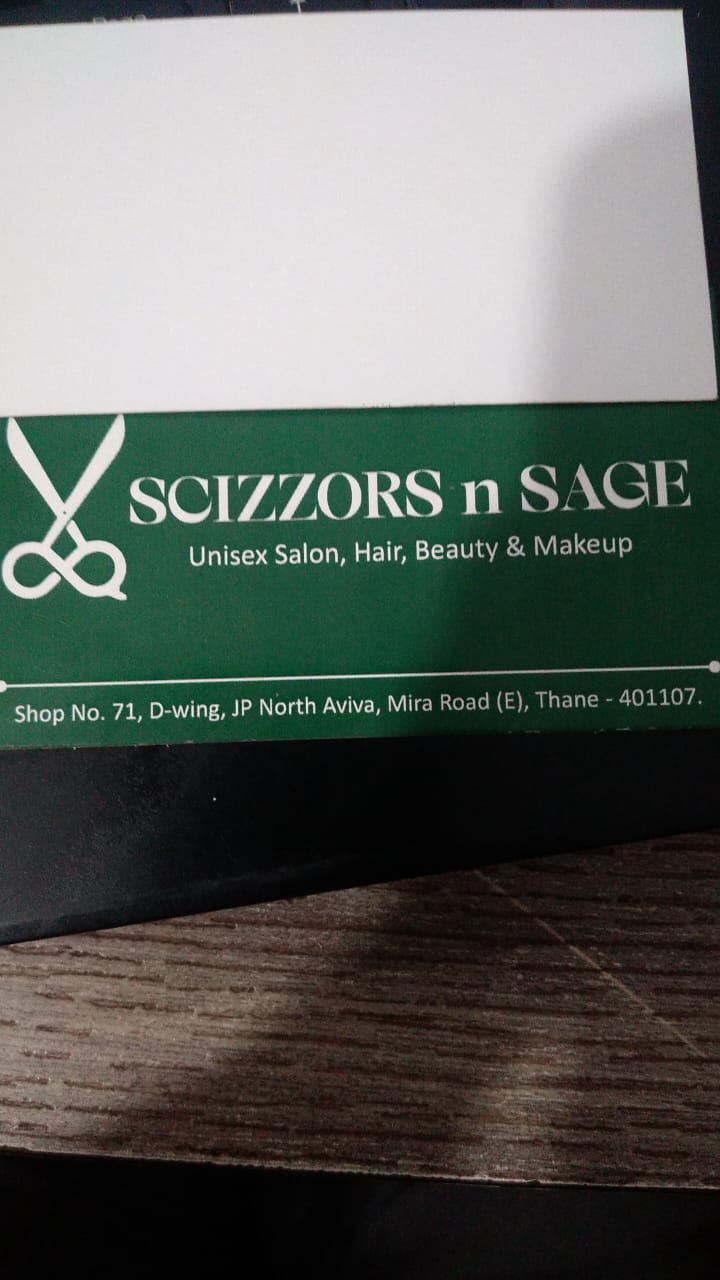 SCIZZORS n SAGE
Unisex Salon, Hair, Beauty & Makeup
Shop No. 71, D-wing, JP North Aviva, Mira Road (E), Thane - 401107.